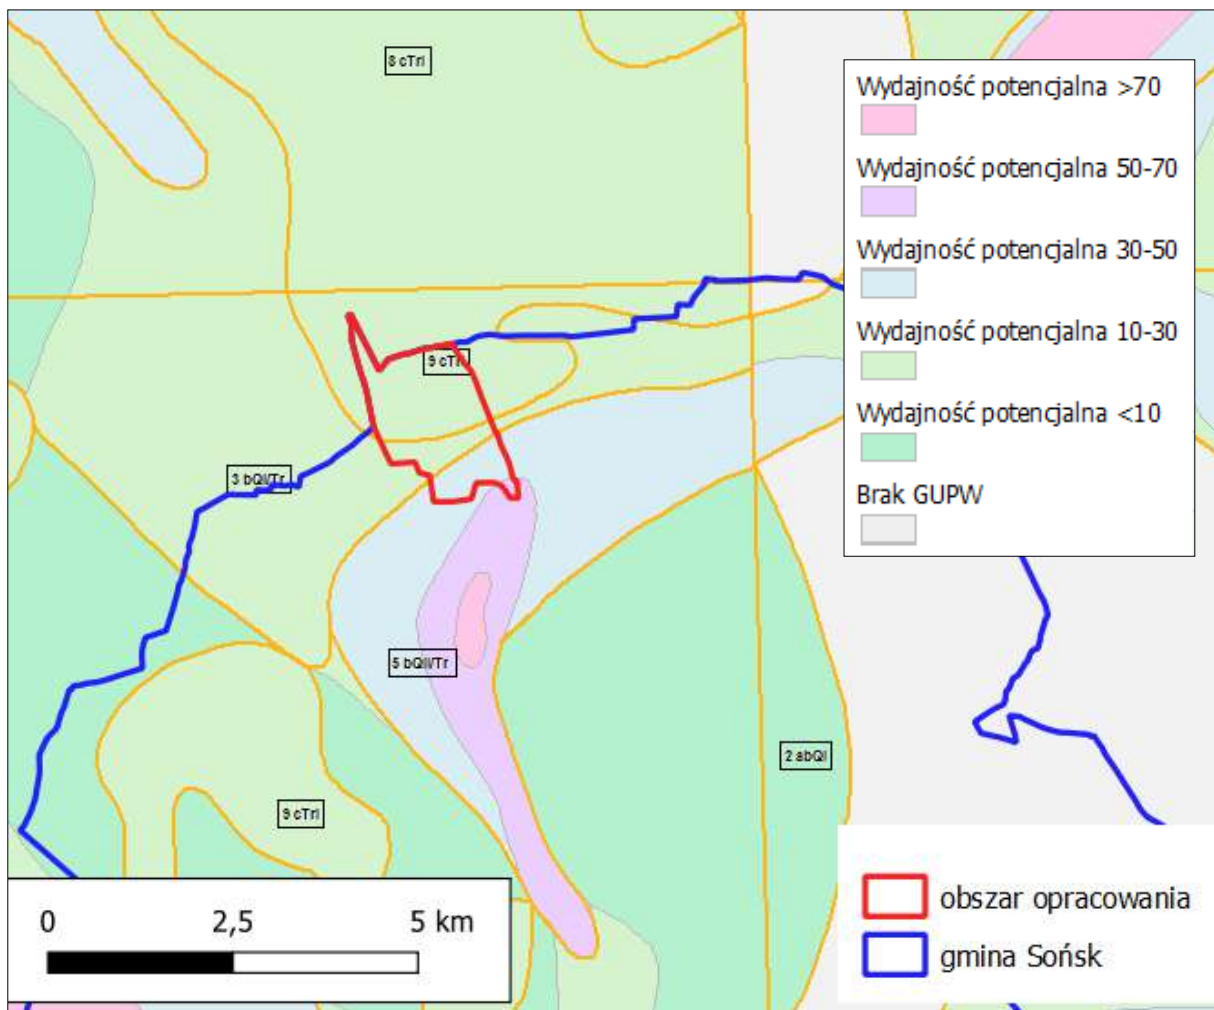 8 cTrI
Wydajność potencjalna >70
Wydajność potencjalna 50-70
Wydajność potencjalna 30-50
Wydajność potencjalna 10-30
Wydajność potencjalna <10
Brak GUPW
9 cTrI
3 bQI/Tr
5 bQII/Tr
2 abQI
9 cTrI
0 2,5 5 km
obszar opracowania
gmina Sońsk